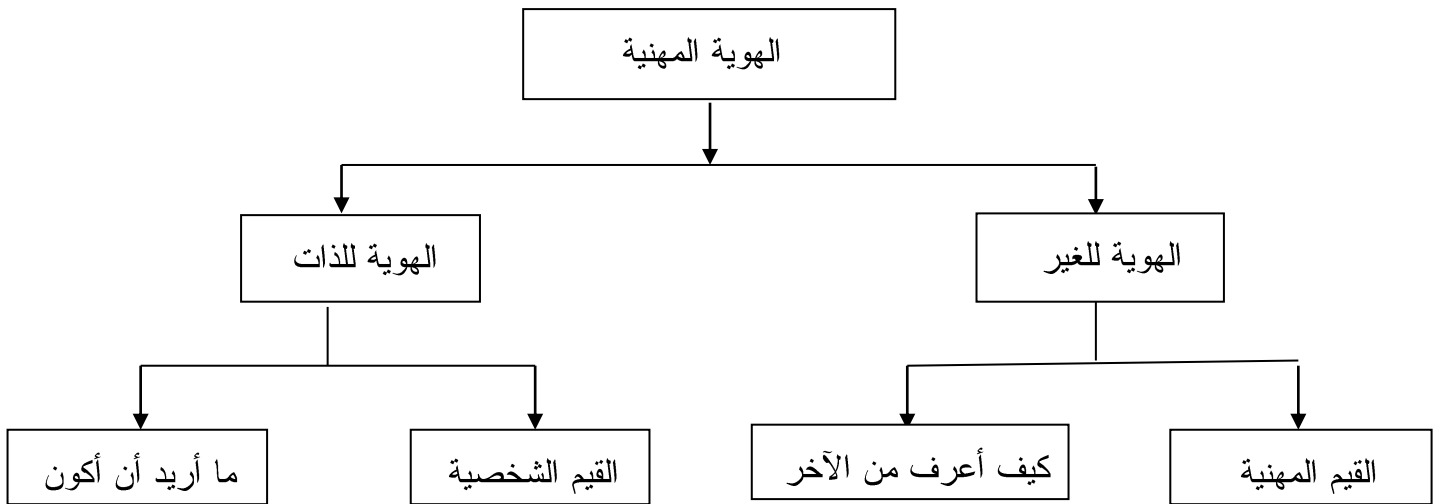 الهوية المهنية
الهوية للغير
الهوية للذات
القيم المهنية
كيف أعرف من الآخر
القيم الشخصية
ما أريد أن أكون